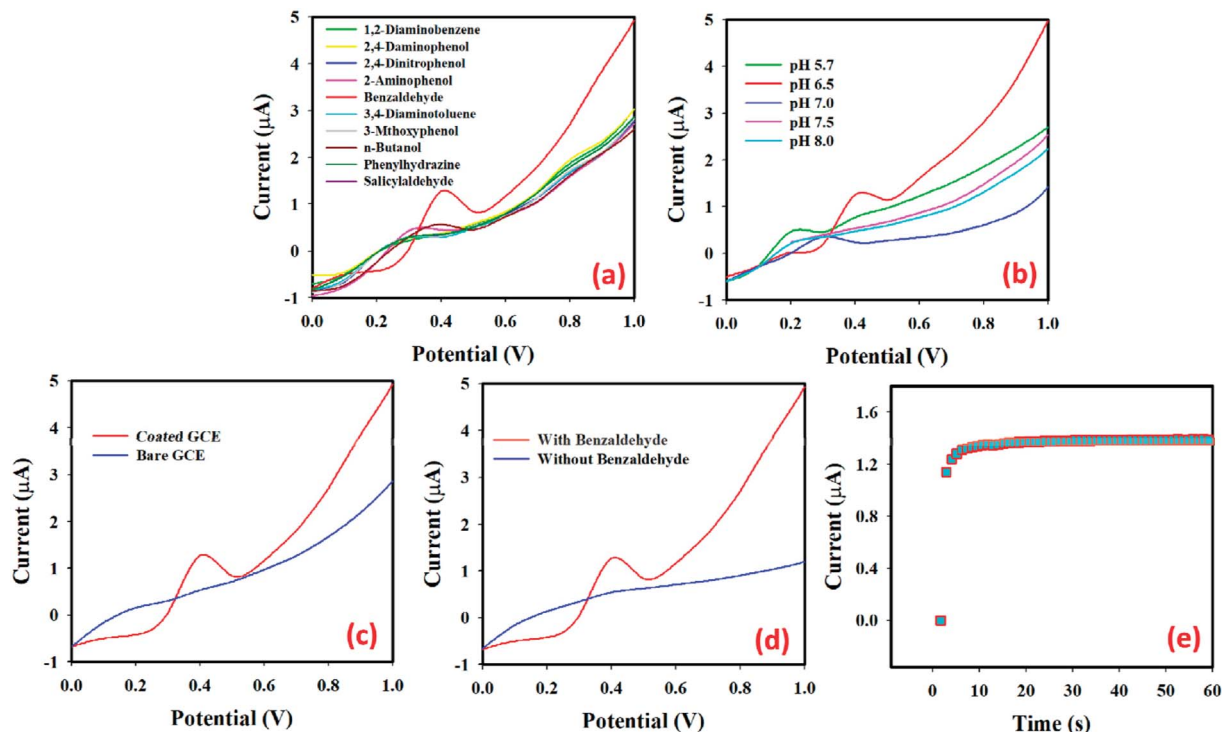 5
4
3
2
1
0
-1
Current (µA)
1,2-Diaminobenzene
2,4-Daminophenol
2,4-Dinitrophenol
2-Aminophenol
Benzaldehyde
3,4-Diaminotoluene
3-Mthoxyphenol
n-Butanol
Phenylhydrazine
Salicylaldehyde
(a)
0.0 0.2 0.4 0.6 0.8 1.0
Potential (V)
5
4
3
2
1
0
-1
Current (µA)
pH 5.7
pH 6.5
pH 7.0
pH 7.5
pH 8.0
(b)
0.0 0.2 0.4 0.6 0.8 1.0
Potential (V)
5
4
3
2
1
0
-1
Current (µA)
Coated GCE
Bare GCE
(c)
0.0 0.2 0.4 0.6 0.8 1.0
Potential (V)
5
4
3
2
1
0
-1
Current (µA)
With Benzaldehyde
Without Benzaldehyde
(d)
0.0 0.2 0.4 0.6 0.8 1.0
Potential (V)
1.6
1.2
0.8
0.4
0.0
Current (µA)
(e)
0 10 20 30 40 50 60
Time (s)